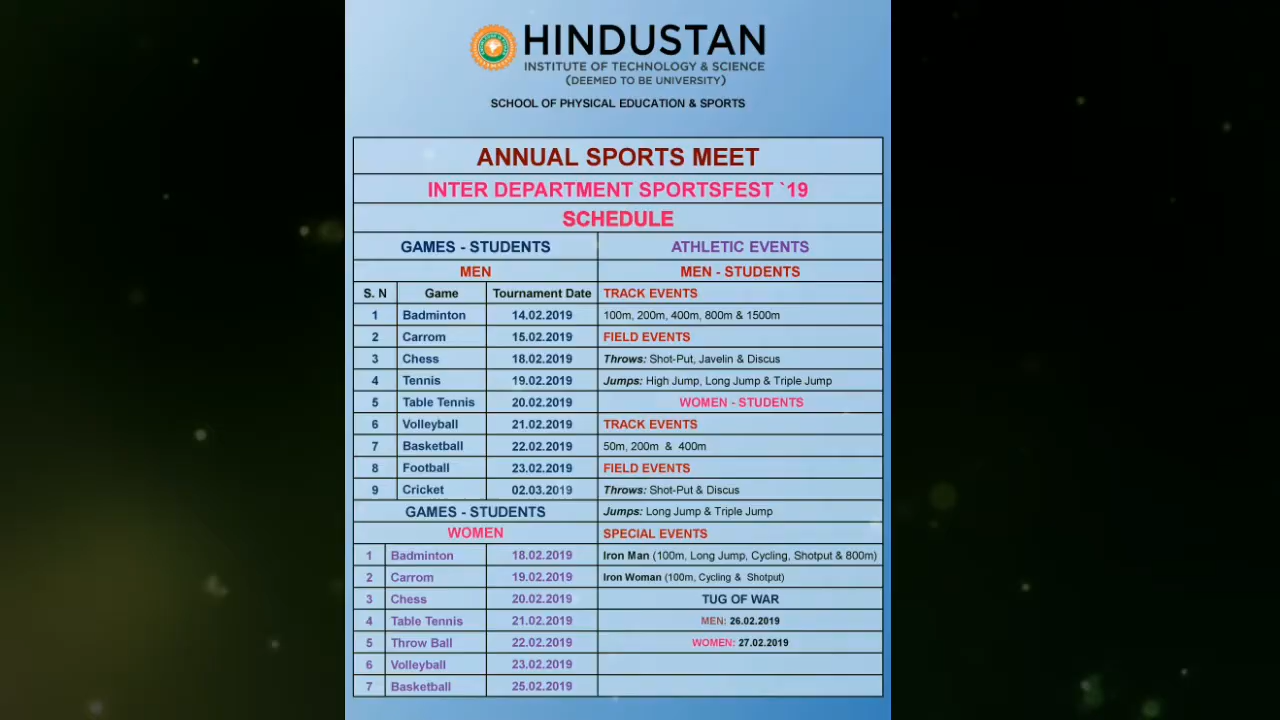 HINDUSTAN
INSTITUTE OF TECHNOLOGY & SCIENCE
(DEEMED TO BE UNIVERSITY)
SCHOOL OF PHYSICAL EDUCATION & SPORTS
ANNUAL SPORTS MEET
INTER DEPARTMENT SPORTSFEST `19
SCHEDULE
GAMES - STUDENTS
MEN
S. N Game Tournament Date
1 Badminton 14.02.2019
2 Carrom 15.02.2019
3 Chess 18.02.2019
4 Tennis 19.02.2019
5 Table Tennis 20.02.2019
6 Volleyball 21.02.2019
7 Basketball 22.02.2019
8 Football 23.02.2019
9 Cricket 02.03.2019
GAMES - STUDENTS
WOMEN
1 Badminton 18.02.2019
2 Carrom 19.02.2019
3 Chess 20.02.2019
4 Table Tennis 21.02.2019
5 Throw Ball 22.02.2019
6 Volleyball 23.02.2019
7 Basketball 25.02.2019
ATHLETIC EVENTS
MEN - STUDENTS
TRACK EVENTS
100m, 200m, 400m, 800m & 1500m
FIELD EVENTS
Throws: Shot-Put, Javelin & Discus
Jumps: High Jump, Long Jump & Triple Jump
WOMEN - STUDENTS
TRACK EVENTS
50m, 200m & 400m
FIELD EVENTS
Throws: Shot-Put & Discus
Jumps: Long Jump & Triple Jump
SPECIAL EVENTS
Iron Man (100m, Long Jump, Cycling, Shotput & 800m)
Iron Woman (100m, Cycling & Shotput)
TUG OF WAR
MEN: 26.02.2019
WOMEN: 27.02.2019